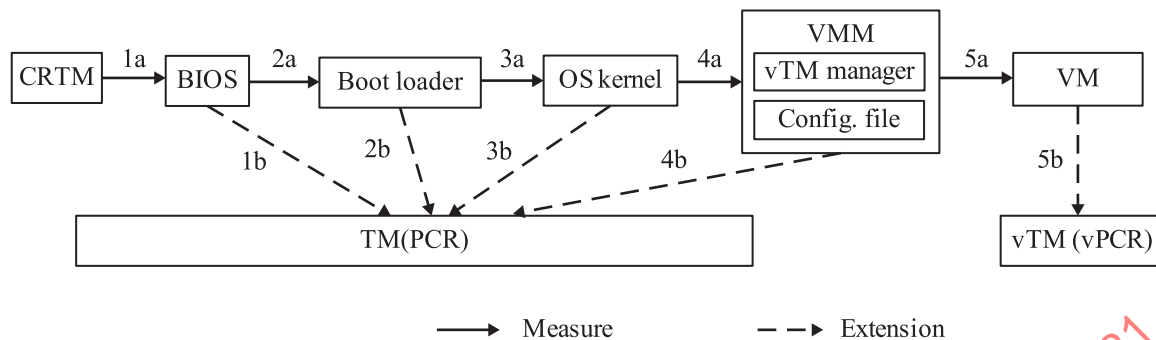 CRTM
1a
BIOS
2a
Boot loader
3a
OS kernel
4a
VMM
vTM manager
Config. file
5a
VM
1b
2b
3b
4b
5b
TM(PCR)
vTM (vPCR)
Measure
Extension